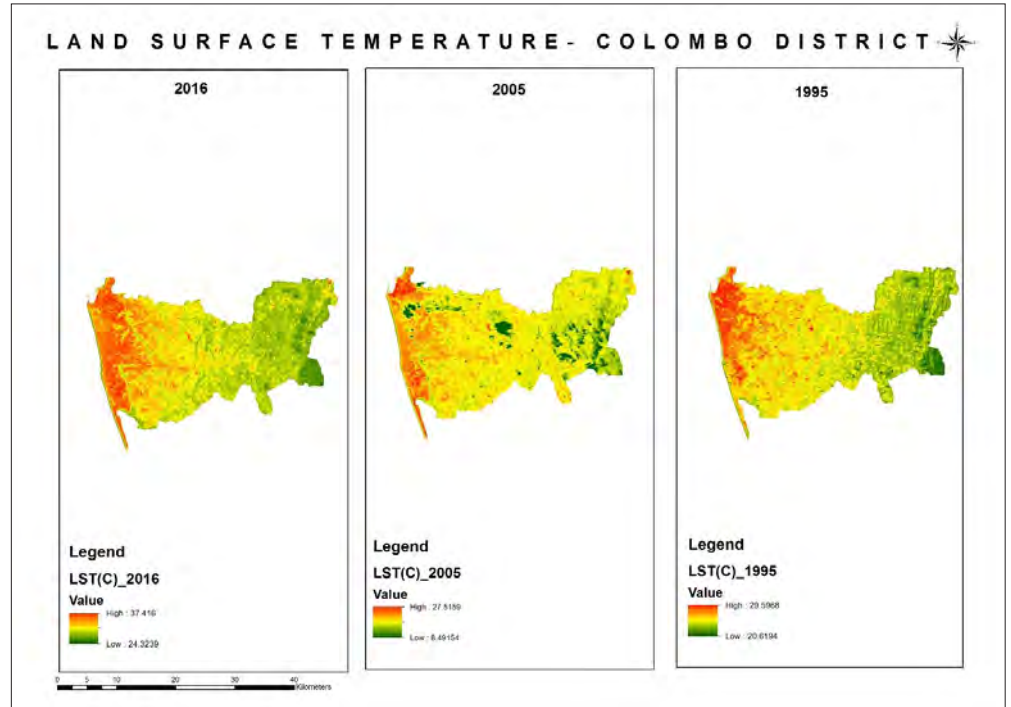 LAND SURFACE TEMPERATURE- COLOMBO DISTRICT
2016
Legend
LST(C)_2016
Value
High : 37.416
Low : 24.3239
0 5 10 20 30 40
Kilometers
2005
Legend
LST(C)_2005
Value
High : 27.5189
Low : 8.49154
1995
Legend
LST(C)_1995
Value
High : 29.5968
Low : 20.6194